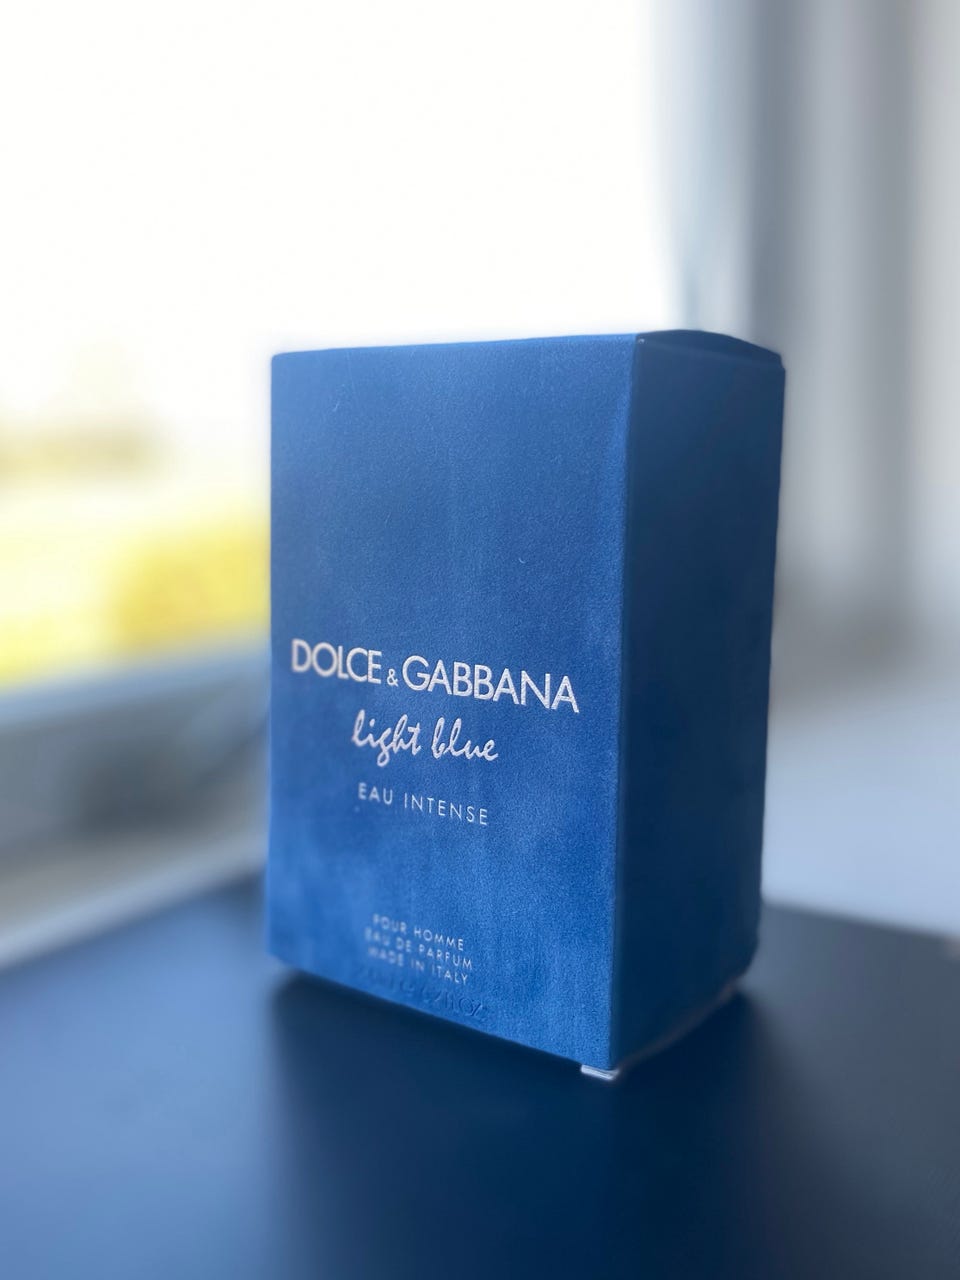 DOLCE & GABBANA
light blue
EAU INTENSE
POUR HOMME
EAU DE PARFUM
MADE IN ITALY